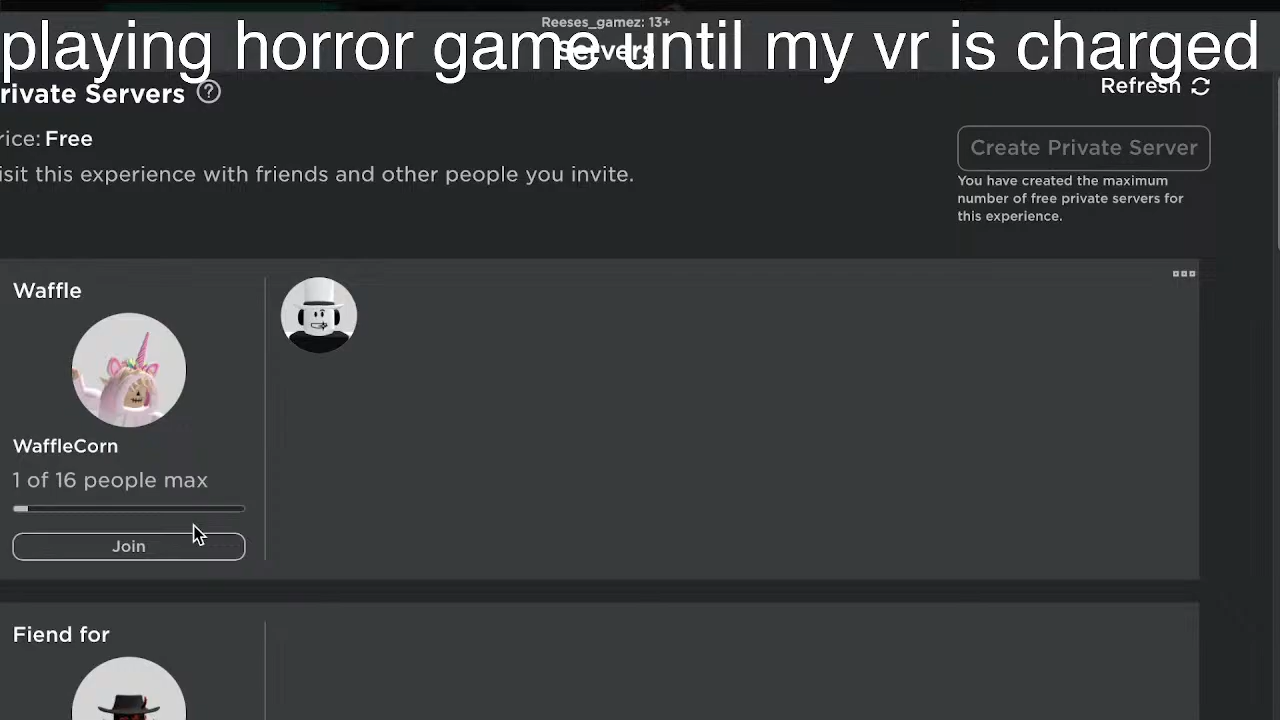 Reeses_gamez: 13+
Servers
playing horror game until my vr is charged
rivate Servers
Refresh
rice: Free
Create Private Server
isit this experience with friends and other people you invite.
You have created the maximum
number of free private servers for
this experience.
Waffle
WaffleCorn
1 of 16 people max
Join
Fiend for